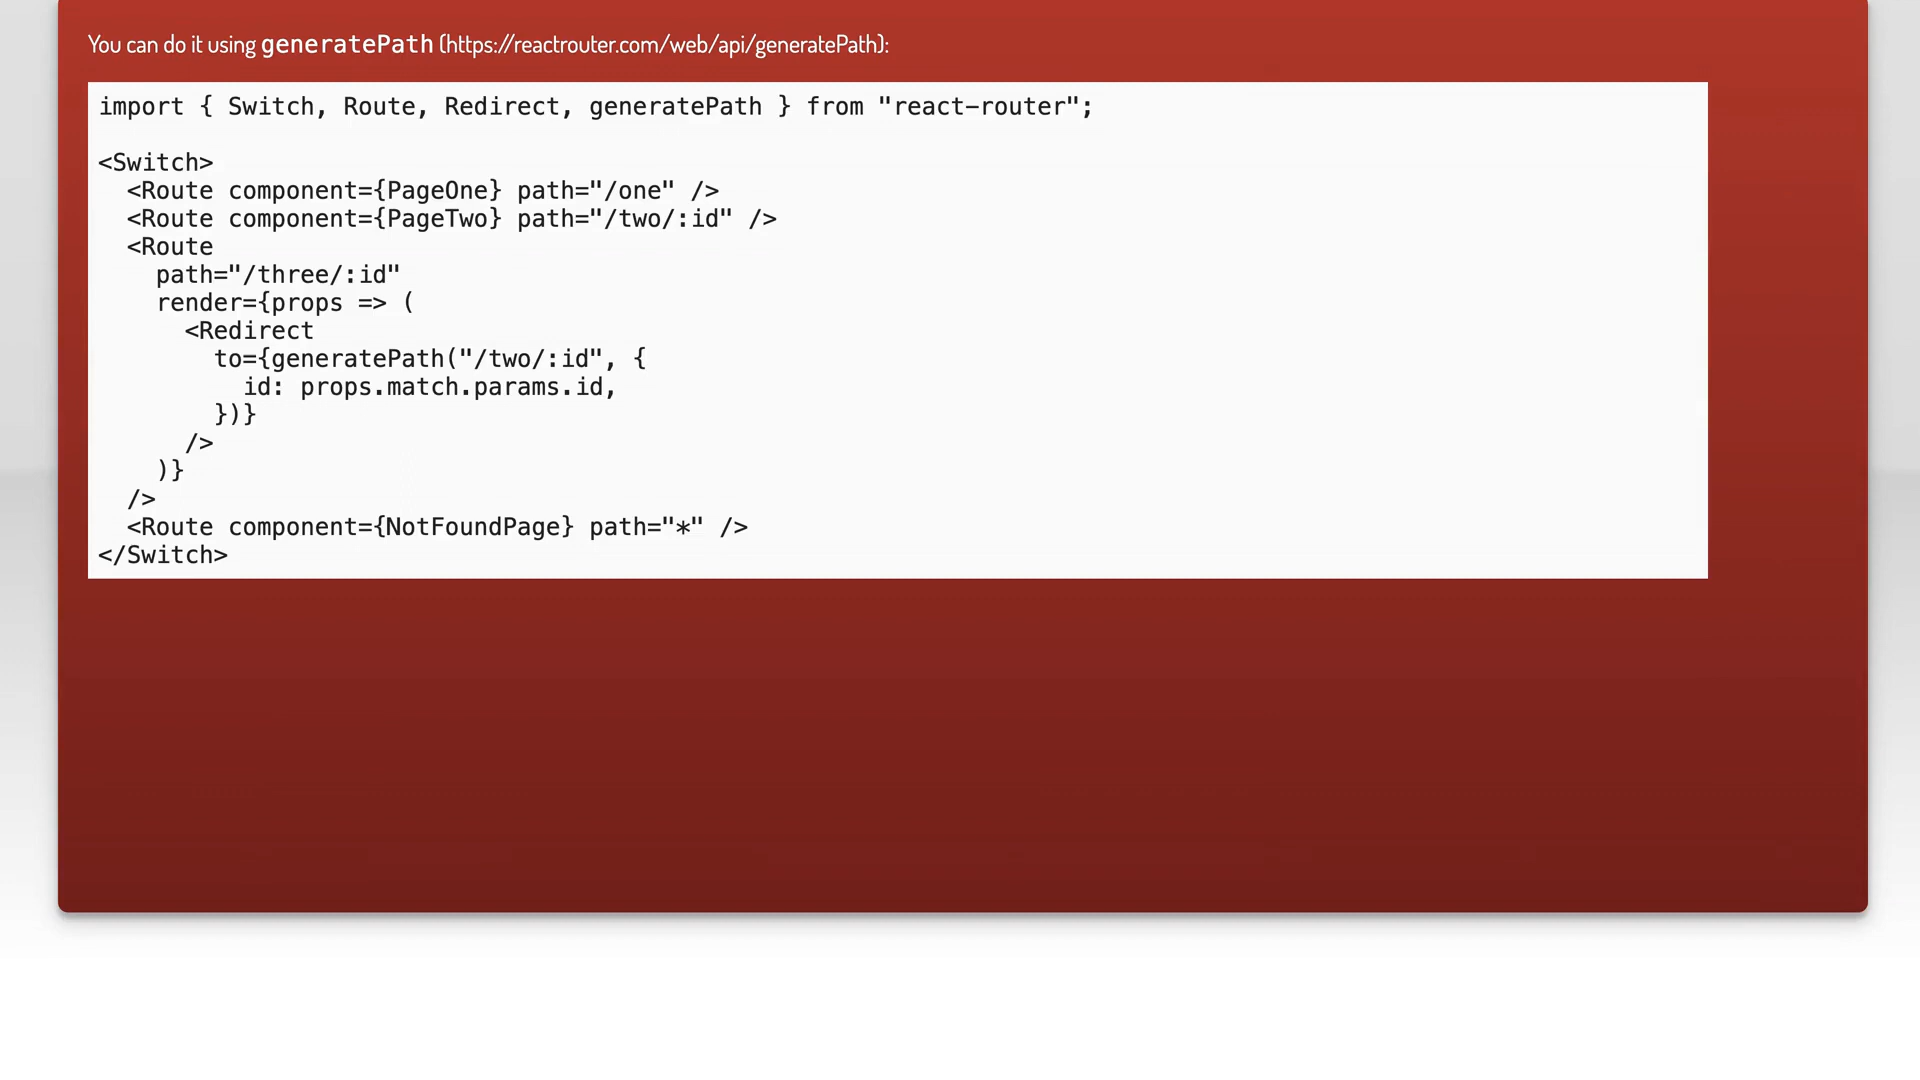 You can do it using generatePath (https://reactrouter.com/web/api/generatePath):
import { Switch, Route, Redirect, generatePath } from "react-router";
<Switch>
  <Route component={PageOne} path="/one" />
  <Route component={PageTwo} path="/two/:id" />
  <Route
    path="/three/:id"
    render={props => (
      <Redirect
        to={generatePath("/two/:id", {
          id: props.match.params.id,
        })}
      />
    )}
  />
  <Route component={NotFoundPage} path="*" />
</Switch>